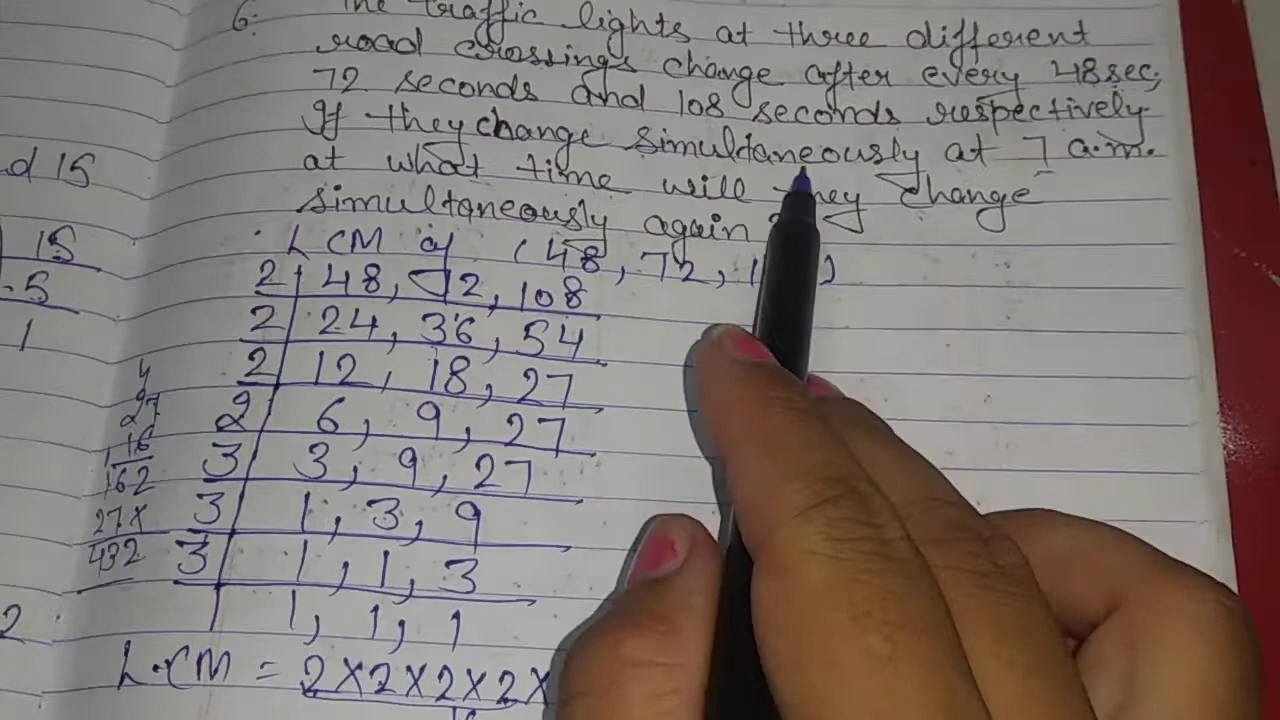 6. The traffic lights at three different
road crossings change after every 48 sec,
72 seconds and 108 seconds respectively
If they change simultaneously at 7 a.m.
at what time will they change
simultaneously again
LCM of (48, 72, 1 )
2 48, 72, 108
2 24, 36, 54
2 12, 18, 27
2 6, 9, 27
3 3, 9, 27
3 1, 3, 9
3 1, 1, 3
1, 1, 1
L.CM = 2×2×2×2×
16
d 15
15
5
1
2
4
9
27
16
162
27×
432